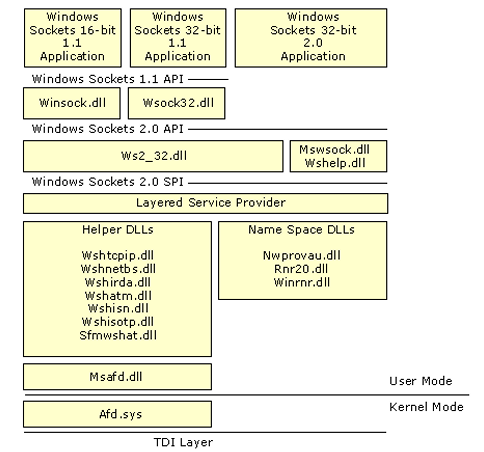 Windows
Sockets 16-bit
1.1
Application
Windows
Sockets 32-bit
1.1
Application
Windows
Sockets 32-bit
2.0
Application
Windows Sockets 1.1 API
Winsock.dll
Wsock32.dll
Windows Sockets 2.0 API
Ws2_32.dll
Mswsock.dll
Wshelp.dll
Windows Sockets 2.0 SPI
Layered Service Provider
Helper DLLs
Wshtcpip.dll
Wshnetbs.dll
Wshirda.dll
Wshatm.dll
Wshisn.dll
Wshisotp.dll
Sfmwshat.dll
Name Space DLLs
Nwprovau.dll
Rnr20.dll
Winrnr.dll
Msafd.dll
User Mode
Kernel Mode
Afd.sys
TDI Layer